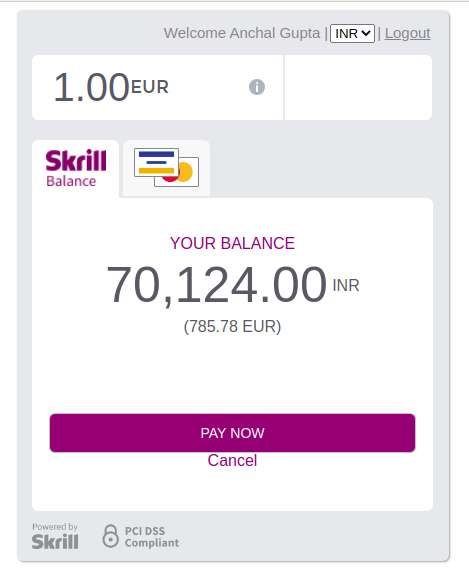 Welcome Anchal Gupta | INR | Logout
1.00EUR
Skrill
Balance
YOUR BALANCE
70,124.00 INR
(785.78 EUR)
PAY NOW
Cancel
Powered by
Skrill
PCI DSS
Compliant